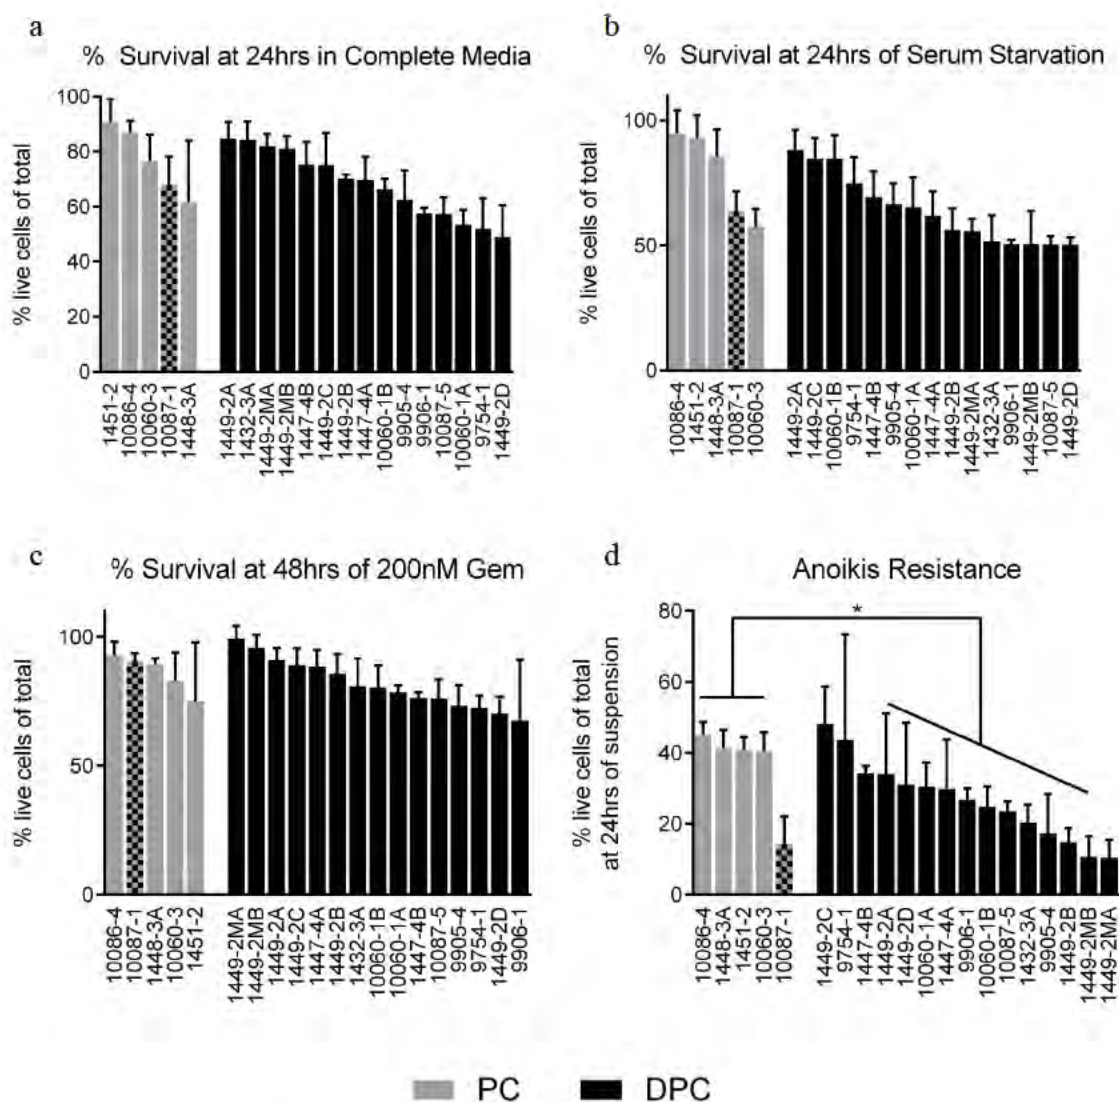 a
% Survival at 24hrs in Complete Media
% live cells of total
100
80
60
40
20
0
1451-2
10086-4
10060-3
10087-1
1448-3A
1449-2A
1432-3A
1449-2MA
1449-2MB
1447-4B
1449-2C
1449-2B
1447-4A
10060-1B
9905-4
9906-1
10087-5
10060-1A
9754-1
1449-2D
b
% Survival at 24hrs of Serum Starvation
% live cells of total
100
50
0
10086-4
1451-2
1448-3A
10087-1
10060-3
1449-2A
1449-2C
10060-1B
9754-1
1447-4B
9905-4
10060-1A
1447-4A
1449-2B
1449-2MA
1432-3A
9906-1
1449-2MB
10087-5
1449-2D
c
% Survival at 48hrs of 200nM Gem
% live cells of total
100
50
0
10086-4
10087-1
1448-3A
10060-3
1451-2
1449-2MA
1449-2MB
1449-2A
1449-2C
1447-4A
1449-2B
1432-3A
10060-1B
10060-1A
1447-4B
10087-5
9905-4
9754-1
1449-2D
9906-1
d
Anoikis Resistance
% live cells of total
at 24hrs of suspension
80
60
40
20
0
*
10086-4
1448-3A
1451-2
10060-3
10087-1
1449-2C
9754-1
1447-4B
1449-2A
1449-2D
10060-1A
1447-4A
9906-1
10060-1B
10087-5
1432-3A
9905-4
1449-2B
1449-2MB
1449-2MA
PC
DPC